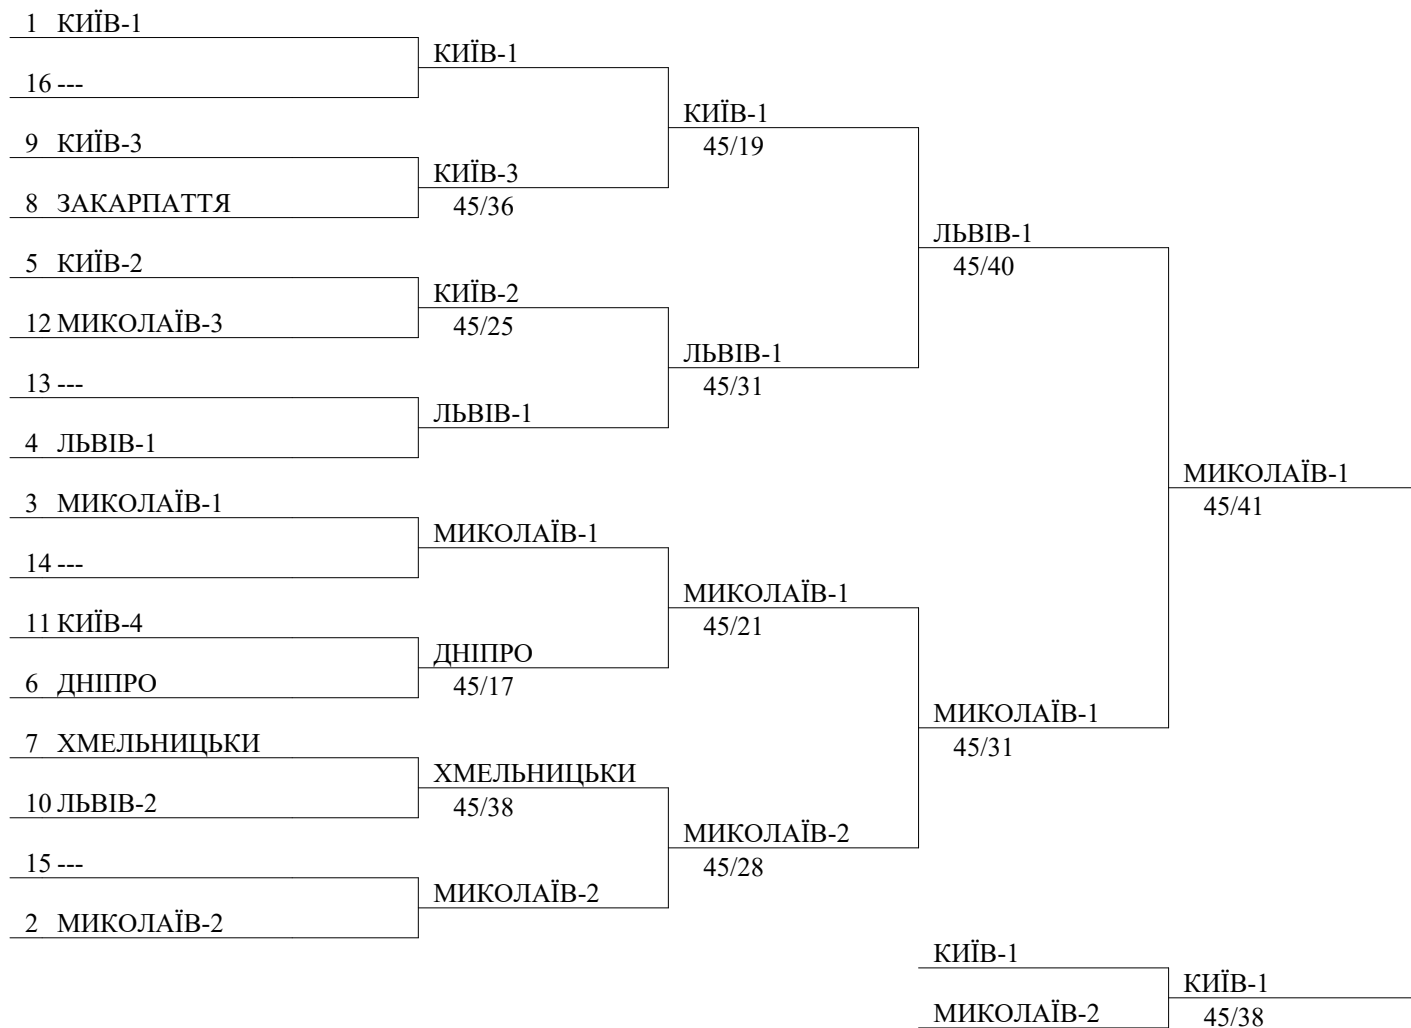 1 КИЇВ-1
КИЇВ-1
16 ---
КИЇВ-1
45/19
9 КИЇВ-3
КИЇВ-3
45/36
8 ЗАКАРПАТТЯ
ЛЬВІВ-1
45/40
5 КИЇВ-2
КИЇВ-2
45/25
12 МИКОЛАЇВ-3
ЛЬВІВ-1
45/31
13 ---
ЛЬВІВ-1
4 ЛЬВІВ-1
МИКОЛАЇВ-1
45/41
3 МИКОЛАЇВ-1
МИКОЛАЇВ-1
14 ---
МИКОЛАЇВ-1
45/21
11 КИЇВ-4
ДНІПРО
45/17
6 ДНІПРО
МИКОЛАЇВ-1
45/31
7 ХМЕЛЬНИЦЬКИ
ХМЕЛЬНИЦЬКИ
45/38
10 ЛЬВІВ-2
МИКОЛАЇВ-2
45/28
15 ---
МИКОЛАЇВ-2
2 МИКОЛАЇВ-2
КИЇВ-1
КИЇВ-1
45/38
МИКОЛАЇВ-2